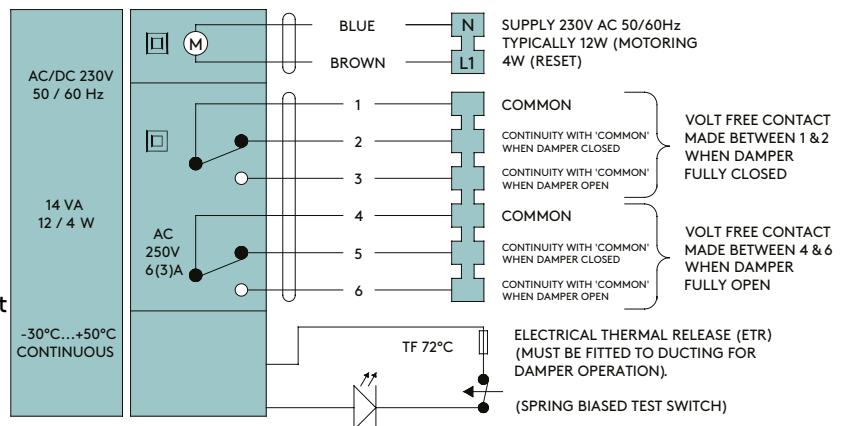 AC/DC 230V
50 / 60 Hz
14 VA
12 / 4 W
t
-30°C...+50°C
CONTINUOUS
M
AC
250V
6(3)A
BLUE
BROWN
1
2
3
4
5
6
N
L1
SUPPLY 230V AC 50/60Hz
TYPICALLY 12W (MOTORING
4W (RESET)
COMMON
CONTINUITY WITH 'COMMON'
WHEN DAMPER CLOSED
CONTINUITY WITH 'COMMON'
WHEN DAMPER OPEN
COMMON
CONTINUITY WITH 'COMMON'
WHEN DAMPER CLOSED
CONTINUITY WITH 'COMMON'
WHEN DAMPER OPEN
VOLT FREE CONTACT
MADE BETWEEN 1 & 2
WHEN DAMPER
FULLY CLOSED
VOLT FREE CONTACT
MADE BETWEEN 4 & 6
WHEN DAMPER
FULLY OPEN
TF 72°C
ELECTRICAL THERMAL RELEASE (ETR)
(MUST BE FITTED TO DUCTING FOR
DAMPER OPERATION).
(SPRING BIASED TEST SWITCH)